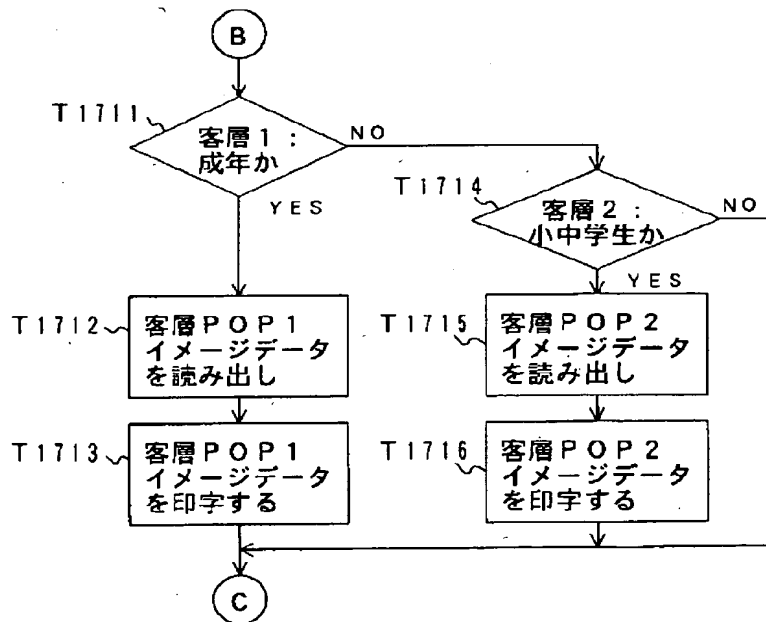 B
T1711
客層1:
成年か
NO
YES
T1714
客層2:
小中学生か
NO
YES
T1712
客層POP1
イメージデータ
を読み出し
T1715
客層POP2
イメージデータ
を読み出し
T1713
客層POP1
イメージデータ
を印字する
T1716
客層POP2
イメージデータ
を印字する
C